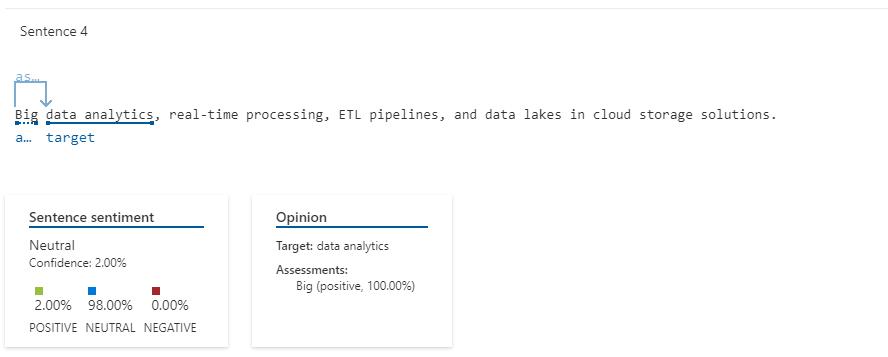 Sentence 4
as...
Big data analytics, real-time processing, ETL pipelines, and data lakes in cloud storage solutions.
a... target
Sentence sentiment
Neutral
Confidence: 2.00%
2.00% 98.00% 0.00%
POSITIVE NEUTRAL NEGATIVE
Opinion
Target: data analytics
Assessments:
Big (positive, 100.00%)